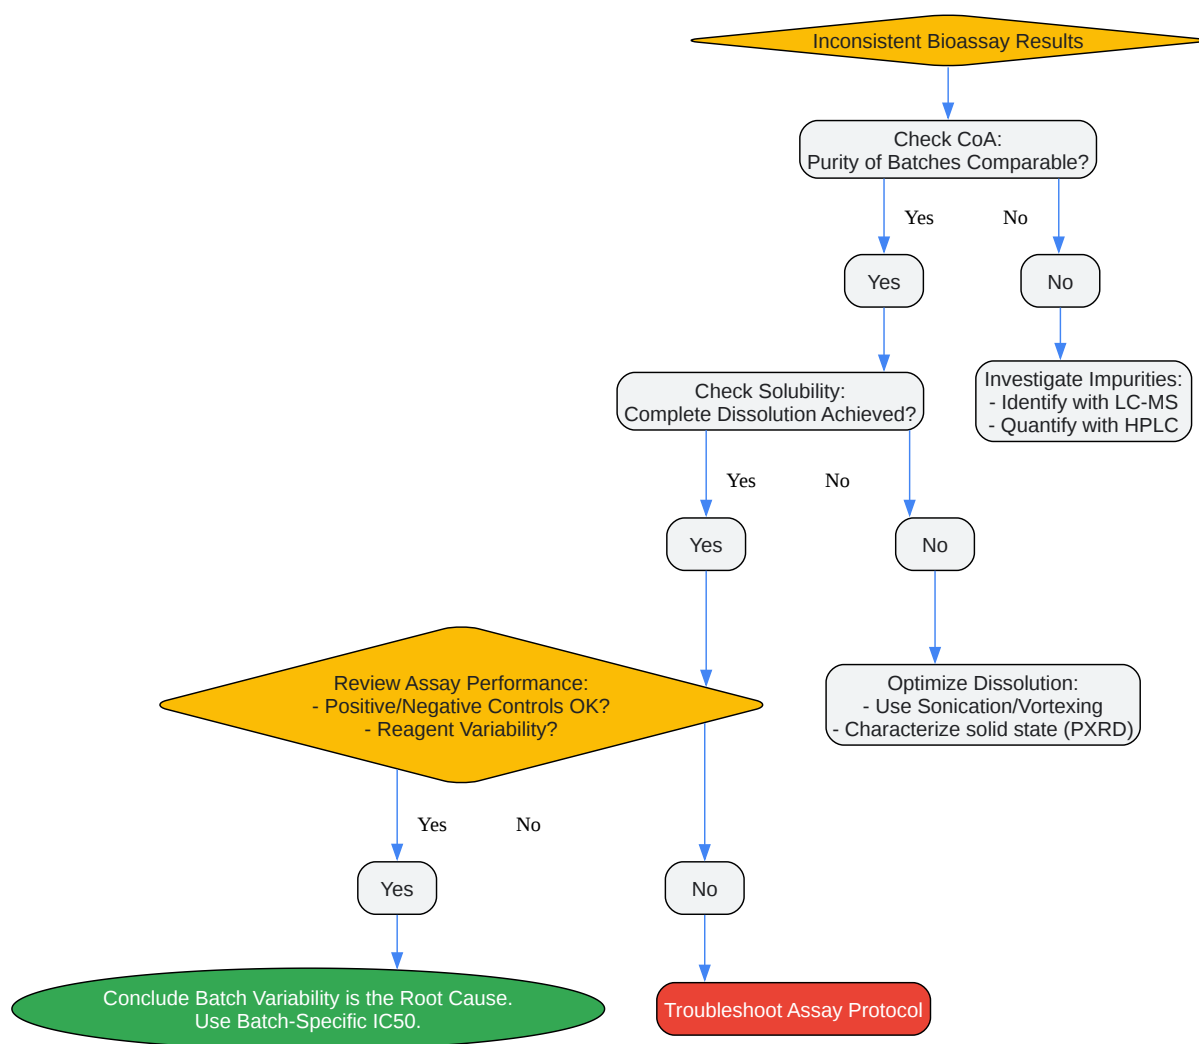 Inconsistent Bioassay Results
Check CoA:
Purity of Batches Comparable?
Yes
No
Yes
No
Investigate Impurities:
- Identify with LC-MS
- Quantify with HPLC
Check Solubility:
Complete Dissolution Achieved?
Yes
No
Yes
No
Review Assay Performance:
- Positive/Negative Controls OK?
- Reagent Variability?
Optimize Dissolution:
- Use Sonication/Vortexing
- Characterize solid state (PXRD)
Yes
No
Yes
No
Conclude Batch Variability is the Root Cause.
Use Batch-Specific IC50.
Troubleshoot Assay Protocol